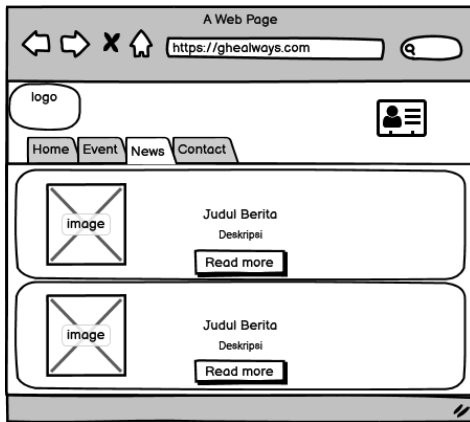 A Web Page
https://ghealways.com
logo
Home Event News Contact
image
Judul Berita
Deskripsi
Read more
image
Judul Berita
Deskripsi
Read more